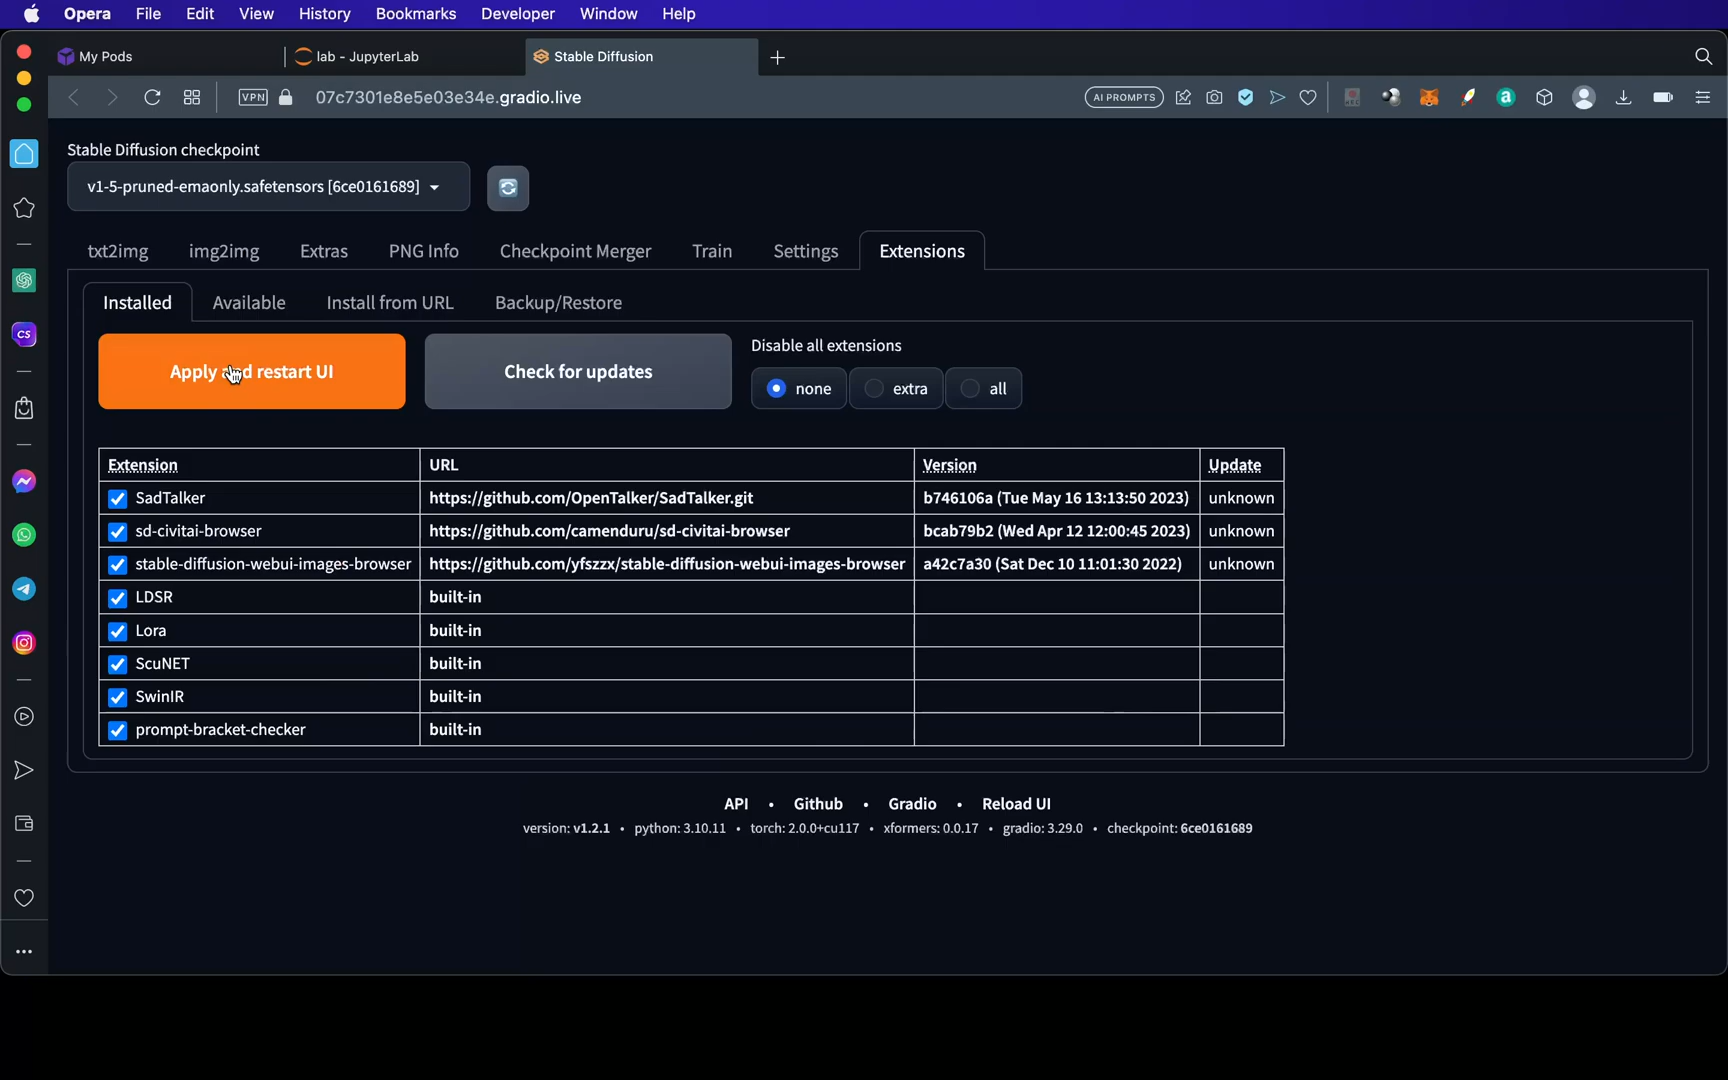 Opera File Edit View History Bookmarks Developer Window Help
My Pods lab - JupyterLab Stable Diffusion
VPN 07c7301e8e5e03e34e.gradio.live AI PROMPTS
Stable Diffusion checkpoint
v1-5-pruned-emaonly.safetensors [6ce0161689]
txt2img img2img Extras PNG Info Checkpoint Merger Train Settings Extensions
CS
Installed Available Install from URL Backup/Restore
Disable all extensions
Apply and restart UI Check for updates none extra all
Extension URL Version Update
SadTalker https://github.com/OpenTalker/SadTalker.git b746106a (Tue May 16 13:13:50 2023) unknown
sd-civitai-browser https://github.com/camenduru/sd-civitai-browser bcab79b2 (Wed Apr 12 12:00:45 2023) unknown
stable-diffusion-webui-images-browser https://github.com/yfszzx/stable-diffusion-webui-images-browser a42c7a30 (Sat Dec 10 11:01:30 2022) unknown
LDSR built-in
Lora built-in
ScuNET built-in
SwinIR built-in
prompt-bracket-checker built-in
API • Github • Gradio • Reload UI
version: v1.2.1 • python: 3.10.11 • torch: 2.0.0+cu117 • xformers: 0.0.17 • gradio: 3.29.0 • checkpoint: 6ce0161689